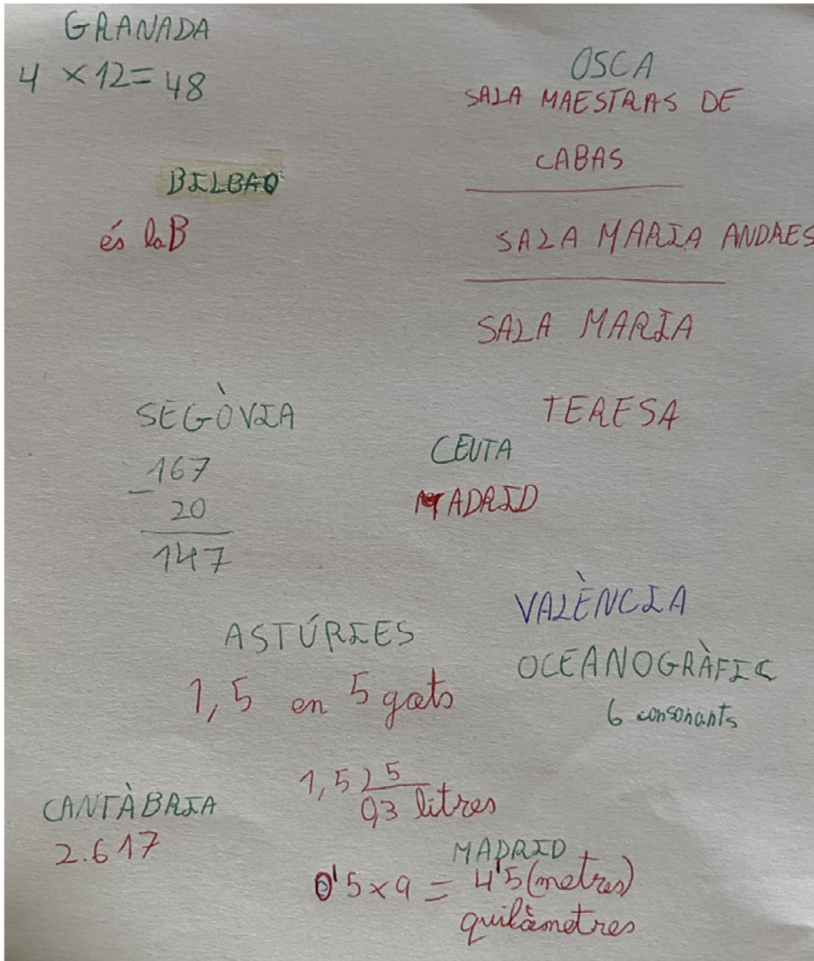 GRANADA
4 × 12 = 48
OSCA
SALA MAESTRAS DE
CABAS
SALA MARIA ANDRES
SALA MARIA
TERESA
BILBAO
és la B
SEGÒVIA
167
- 20
147
CEUTA
MADRID
VALÈNCIA
OCEANOGRÀFIC
6 consonants
ASTÚRIES
1,5 en 5 gats
1,5 5
0,3 litres
CANTÀBRIA
2.617
MADRID
0'5 × 9 = 4'5 (metres)
quilòmetres